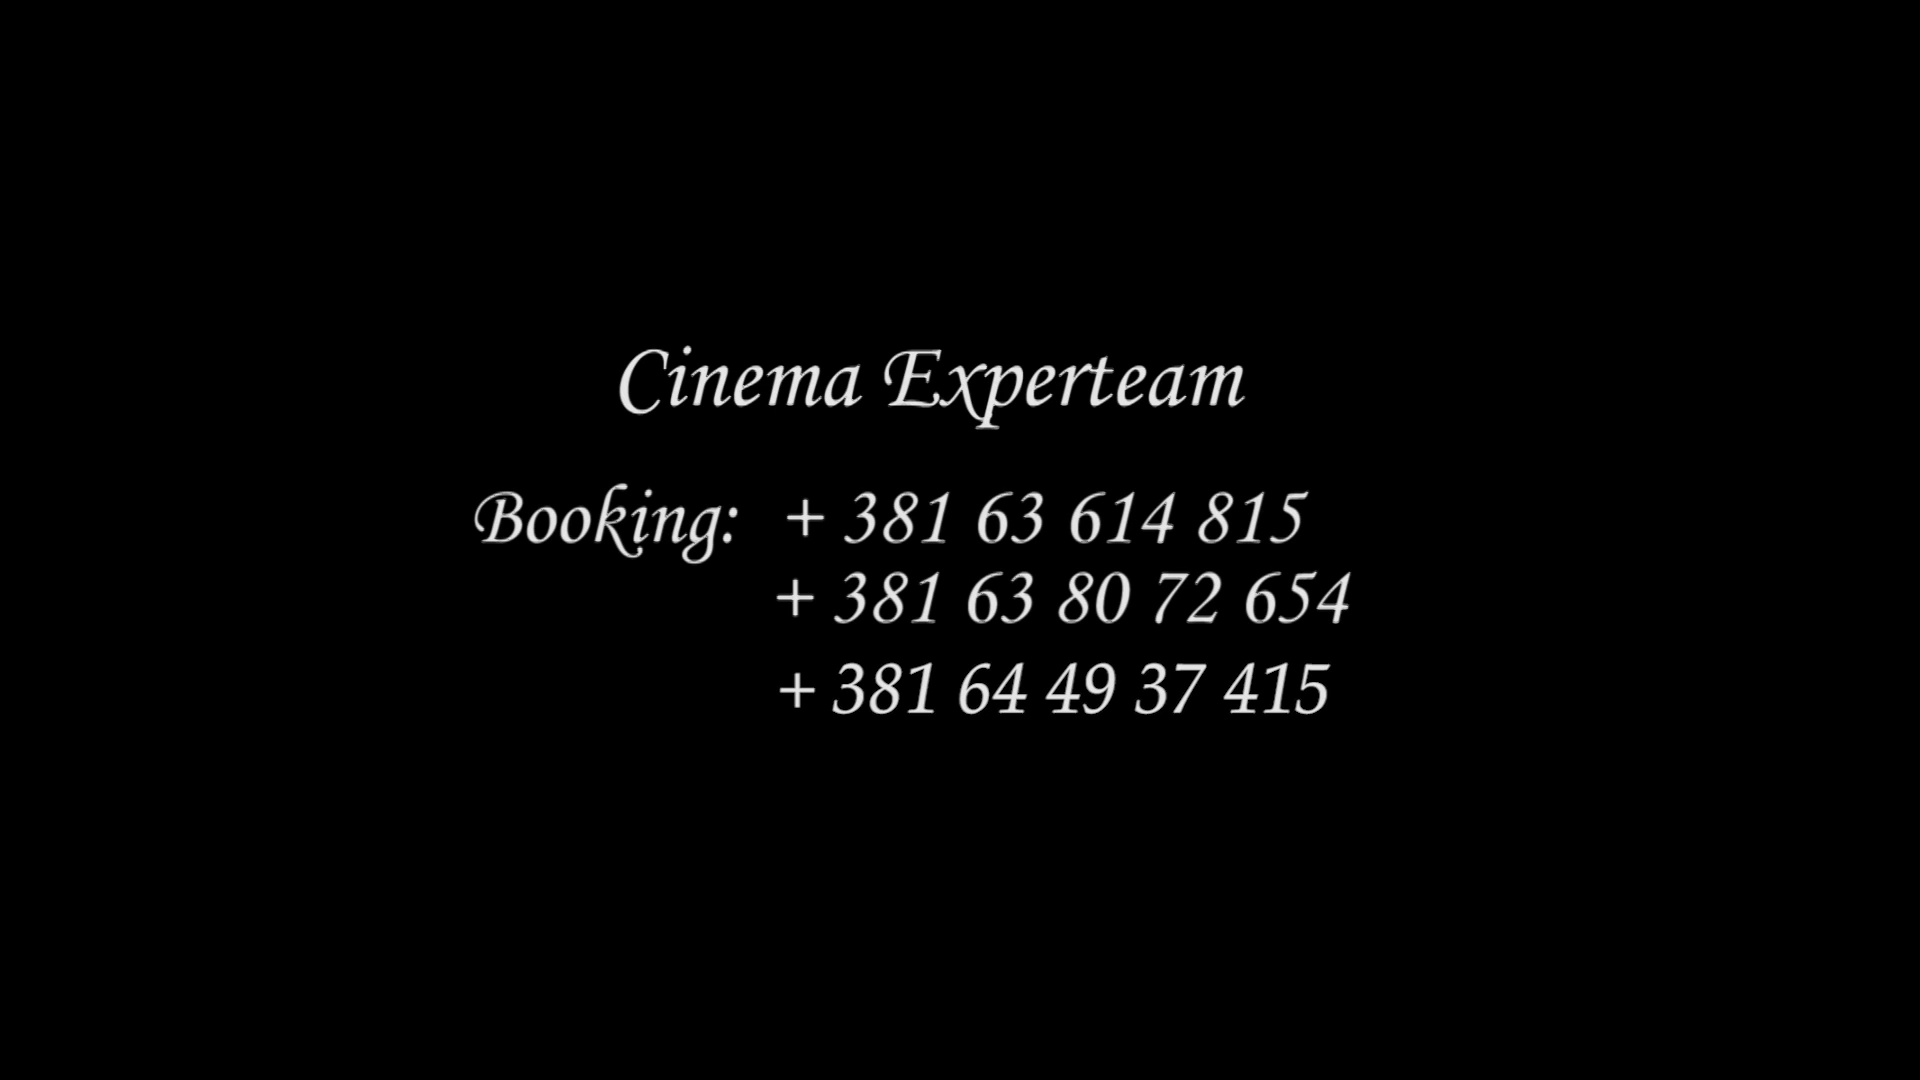 Cinema Experteam
Booking: + 381 63 614 815
+ 381 63 80 72 654
+ 381 64 49 37 415